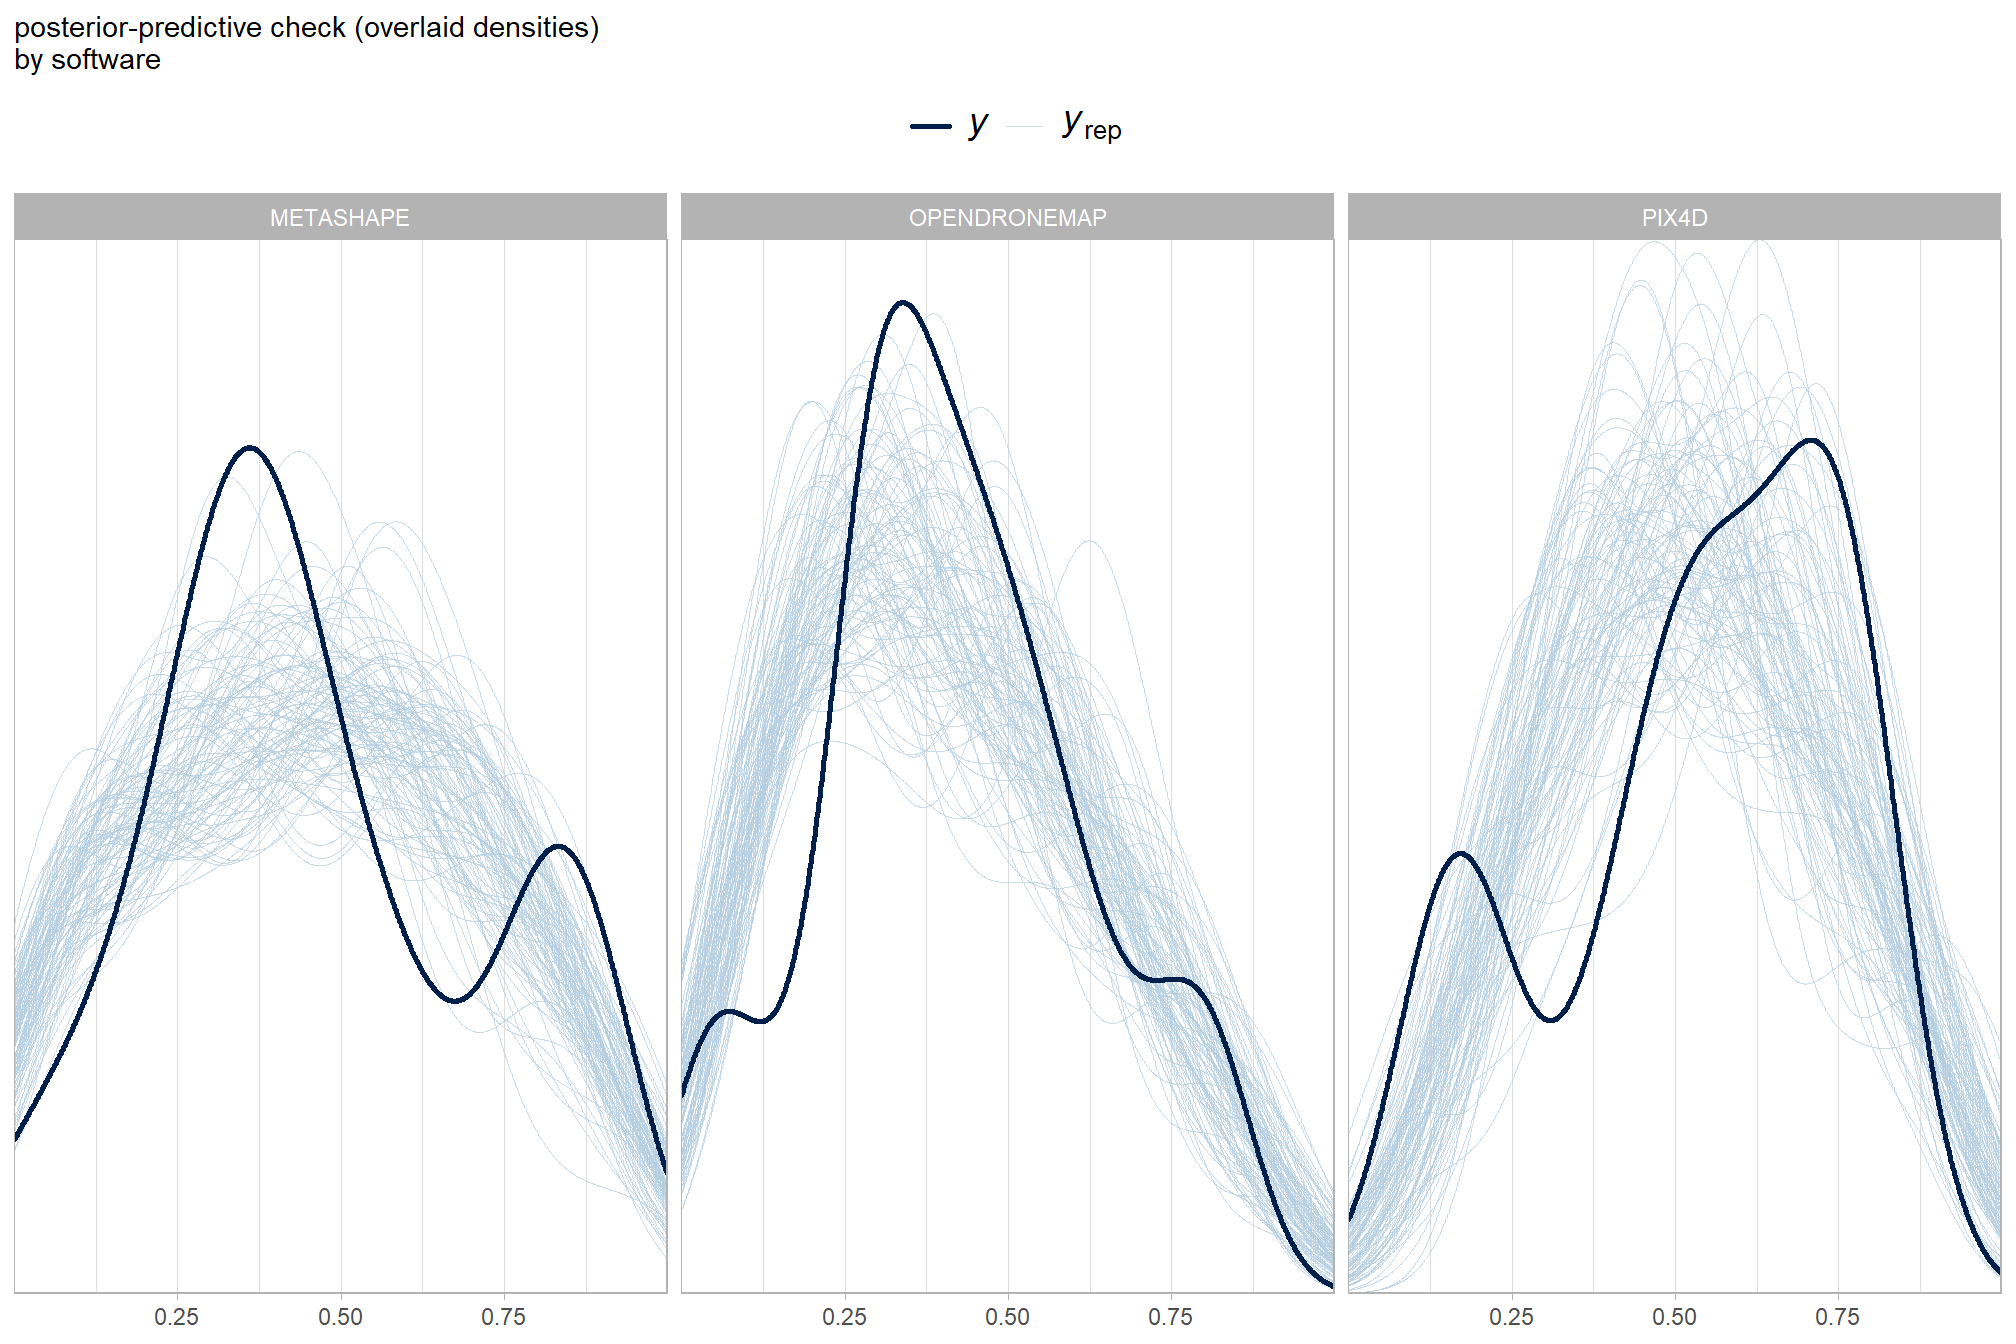 posterior-predictive check (overlaid densities)
by software
y y rep
METASHAPE OPENDRONEMAP PIX4D
0.25 0.50 0.75 0.25 0.50 0.75 0.25 0.50 0.75